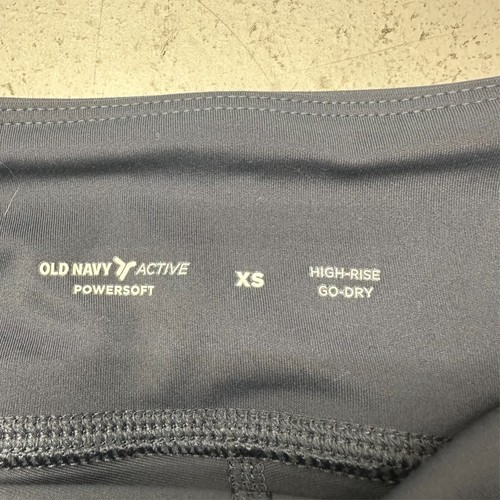 OLD NAVY ACTIVE
POWERSOFT
XS
HIGH-RISE
GO-DRY